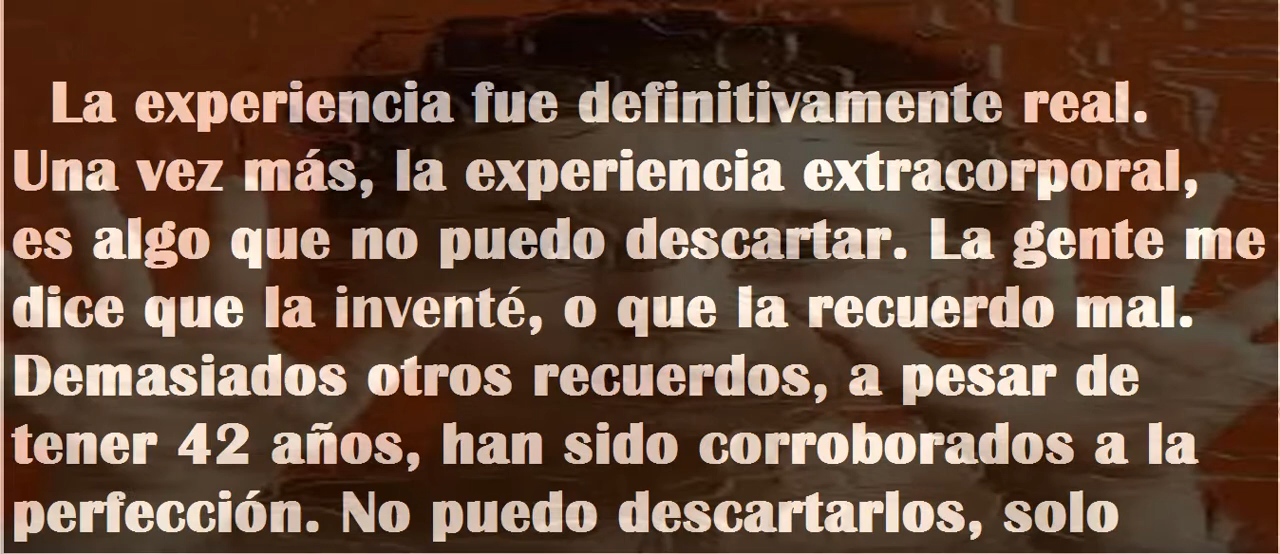 La experiencia fue definitivamente real.
Una vez más, la experiencia extracorporal,
es algo que no puedo descartar. La gente me
dice que la inventé, o que la recuerdo mal.
Demasiados otros recuerdos, a pesar de
tener 42 años, han sido corroborados a la
perfección. No puedo descartarlos, solo